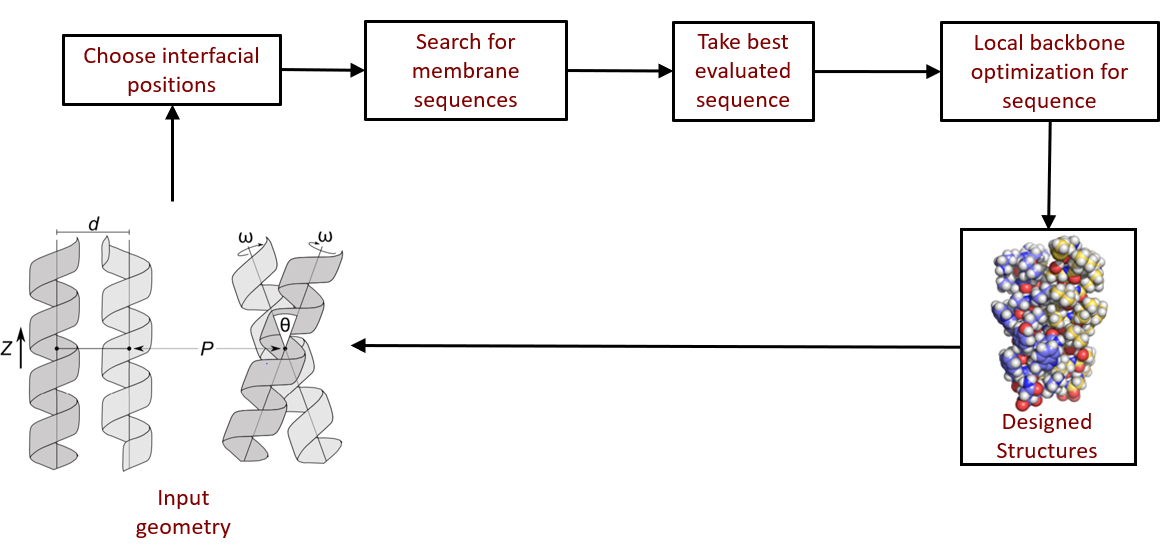 Choose interfacial
positions
Search for
membrane
sequences
Take best
evaluated
sequence
Local backbone
optimization for
sequence
d
ω
ω
θ
Z
P
Designed
Structures
Input
geometry